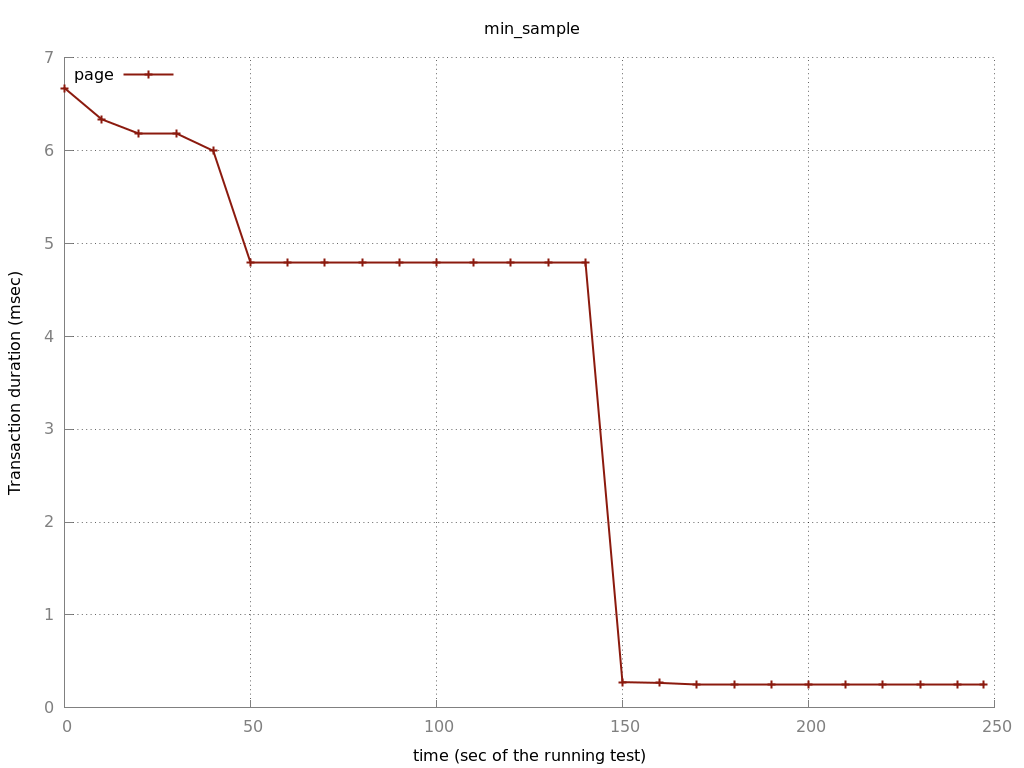 min_sample
page
7
6
5
4
3
2
1
0
Transaction duration (msec)
0 50 100 150 200 250
time (sec of the running test)